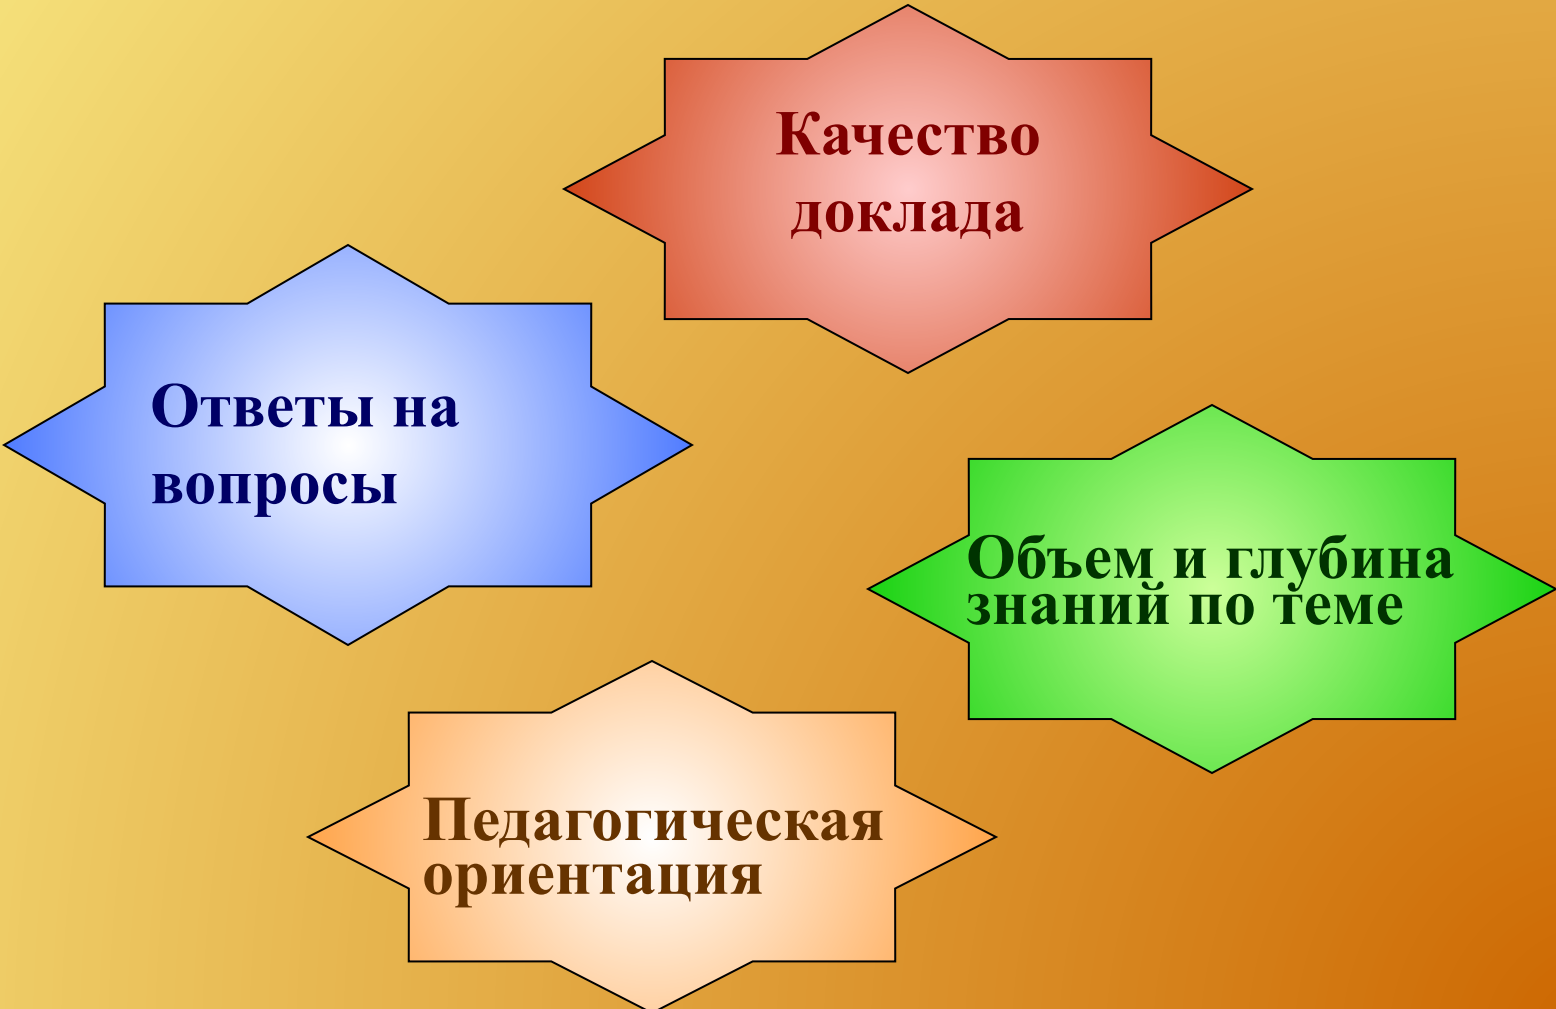 Качество
доклада
Ответы на
вопросы
Объем и глубина
знаний по теме
Педагогическая
ориентация